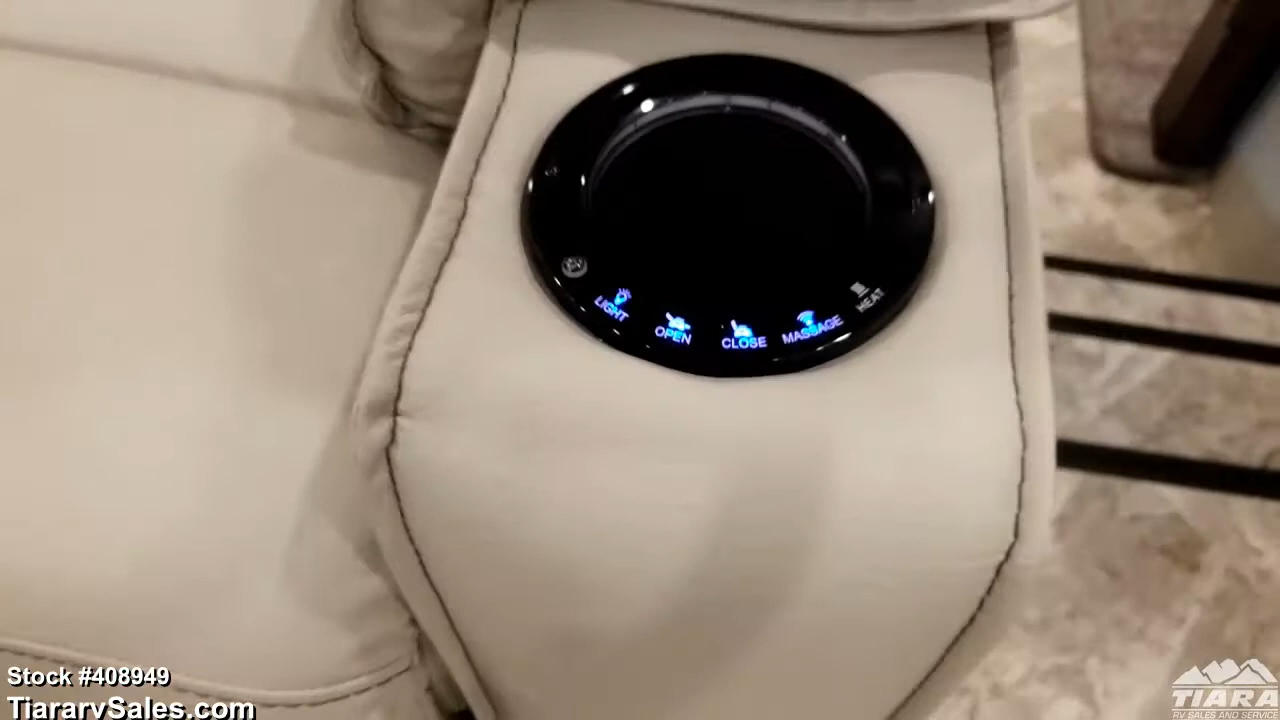 LIGHT
OPEN
CLOSE
MASSAGE
HEAT
Stock #408949
TiararvSales.com
TIARA
RV SALES AND SERVICE